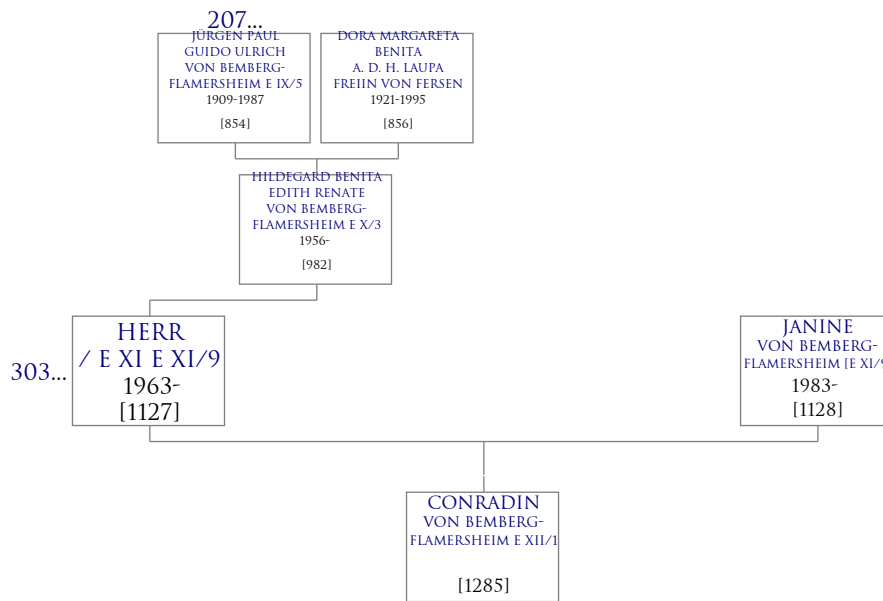 207...
JÜRGEN PAUL
GUIDO ULRICH
VON BEMBERG-
FLAMERSHEIM E IX/5
1909-1987
[854]
DORA MARGARETA
BENITA
A. D. H. LAUPA
FREIIN VON FERSEN
1921-1995
[856]
HILDEGARD BENITA
EDITH RENATE
VON BEMBERG-
FLAMERSHEIM E X/3
1956-
[982]
303...
HERR
/ E XI E XI/9
1963-
[1127]
JANINE
VON BEMBERG-
FLAMERSHEIM [E XI/9
1983-
[1128]
CONRADIN
VON BEMBERG-
FLAMERSHEIM E XII/1
[1285]